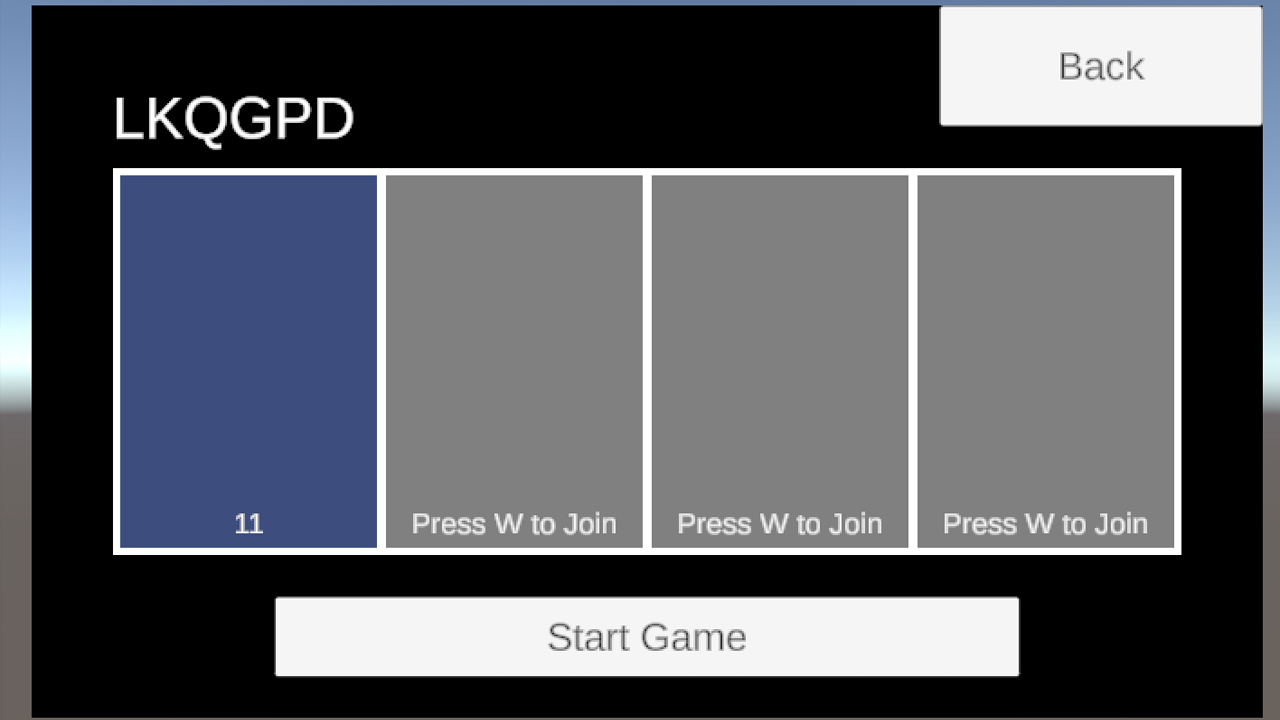 Back
LKQGPD
11
Press W to Join
Press W to Join
Press W to Join
Start Game